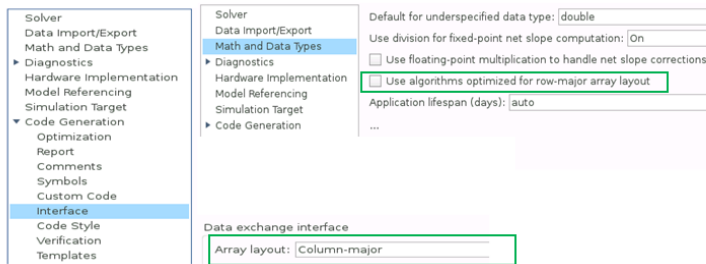 Solver
Data Import/Export
Math and Data Types
Diagnostics
Hardware Implementation
Model Referencing
Simulation Target
Code Generation
Optimization
Report
Comments
Symbols
Custom Code
Interface
Code Style
Verification
Templates
Solver
Data Import/Export
Math and Data Types
Diagnostics
Hardware Implementation
Model Referencing
Simulation Target
Code Generation
Default for underspecified data type: double
Use division for fixed-point net slope computation: On
Use floating-point multiplication to handle net slope corrections
Use algorithms optimized for row-major array layout
Application lifespan (days): auto
...
Data exchange interface
Array layout: Column-major